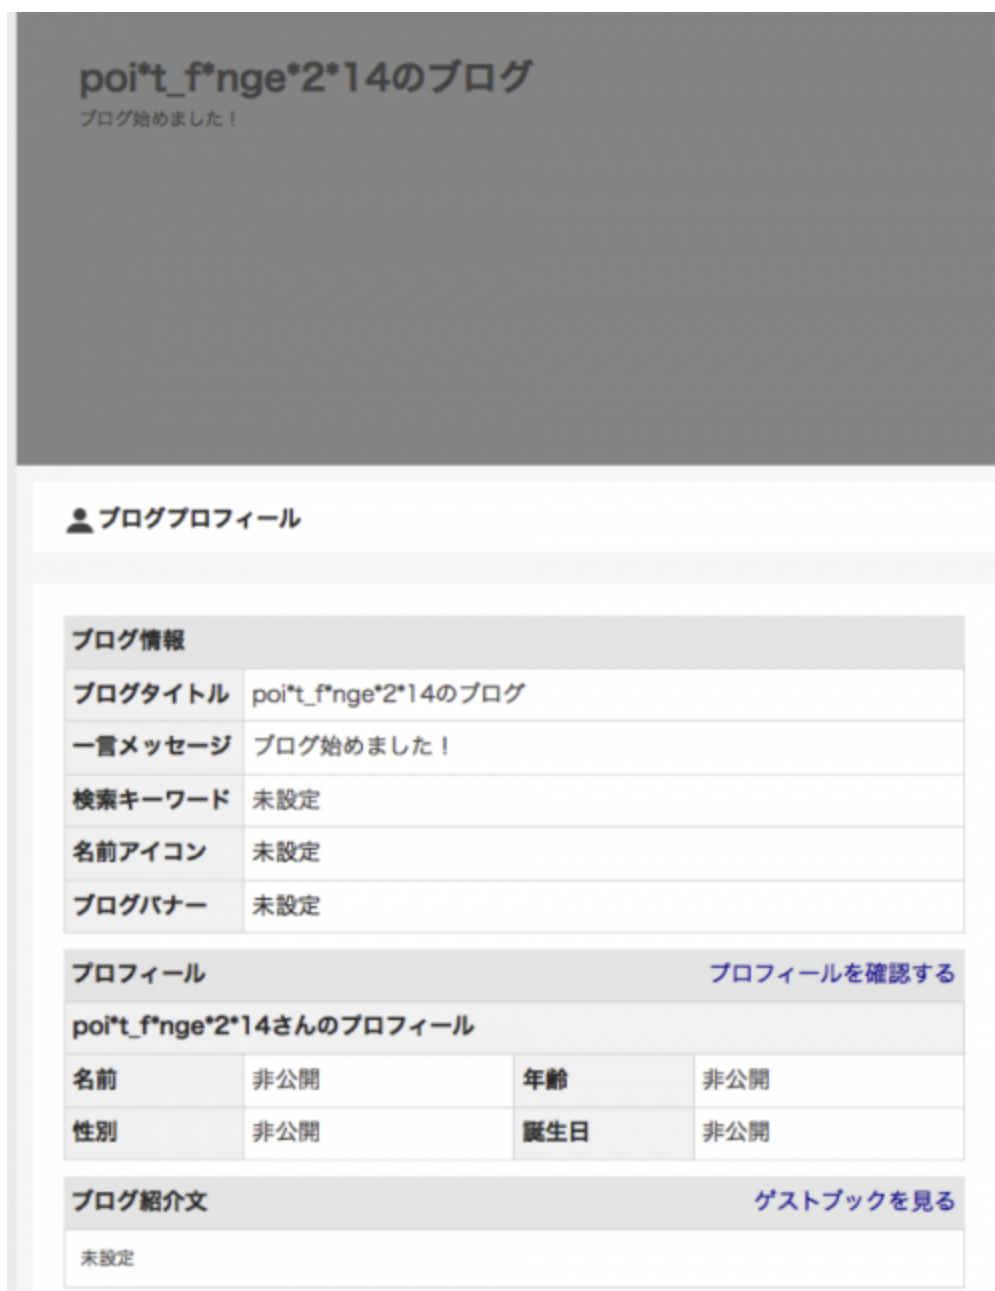 poi*t_f*nge*2*14のブログ
ブログ始めました！
ブログプロフィール
ブログ情報
ブログタイトル poi*t_f*nge*2*14のブログ
一言メッセージ ブログ始めました！
検索キーワード 未設定
名前アイコン 未設定
ブログバナー 未設定
プロフィール プロフィールを確認する
poi*t_f*nge*2*14さんのプロフィール
名前 非公開 年齢 非公開
性別 非公開 誕生日 非公開
ブログ紹介文 ゲストブックを見る
未設定